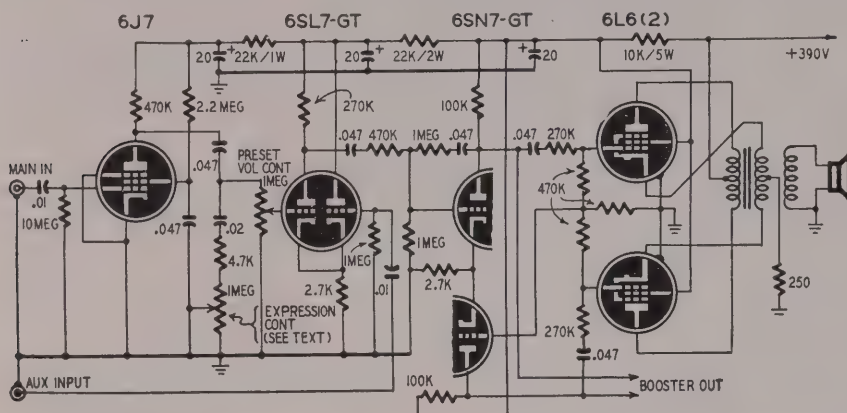 6J7
6SL7-GT
6SN7-GT
6L6(2)
20
+
22K/1W
20
+
22K/2W
+
20
10K/5W
+390V
470K
2.2 MEG
270K
100K
.047
470K
1MEG
.047
.047
270K
MAIN IN
.047
PRESET
VOL CONT
1MEG
470K
.01
10MEG
.047
.02
1MEG
4.7K
1MEG
2.7K
250
1MEG
2.7K
.01
EXPRESSION
CONT
(SEE TEXT)
270K
.047
AUX INPUT
100K
BOOSTER OUT